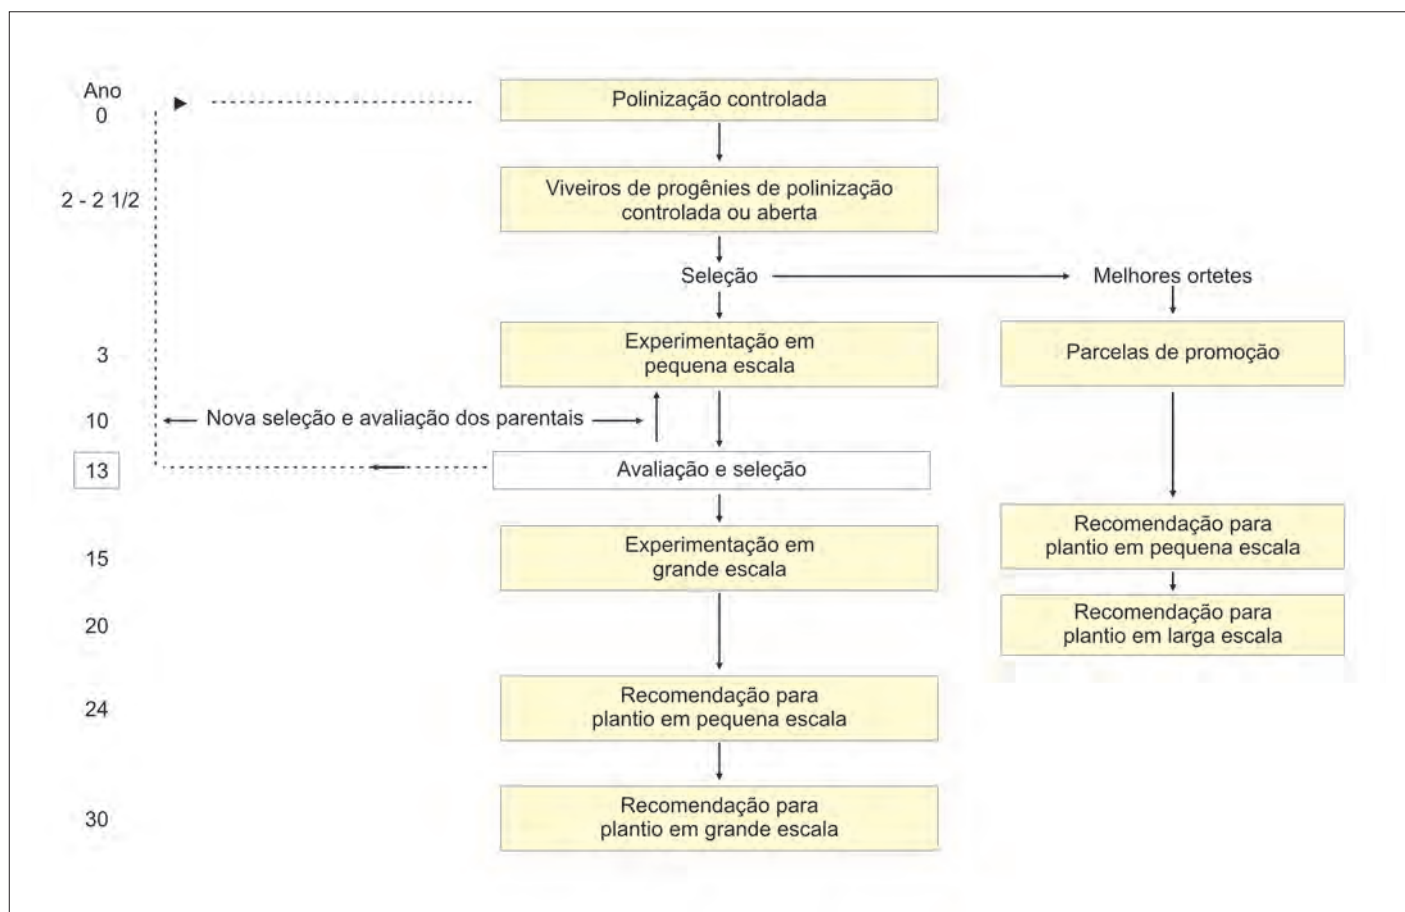 Ano
0
Polinização controlada
2 - 2 1/2
Viveiros de progênies de polinização
controlada ou aberta
Seleção
Melhores ortetes
3
Experimentação em
pequena escala
Parcelas de promoção
10
Nova seleção e avaliação dos parentais
13
Avaliação e seleção
15
Experimentação em
grande escala
Recomendação para
plantio em pequena escala
20
Recomendação para
plantio em larga escala
24
Recomendação para
plantio em pequena escala
30
Recomendação para
plantio em grande escala